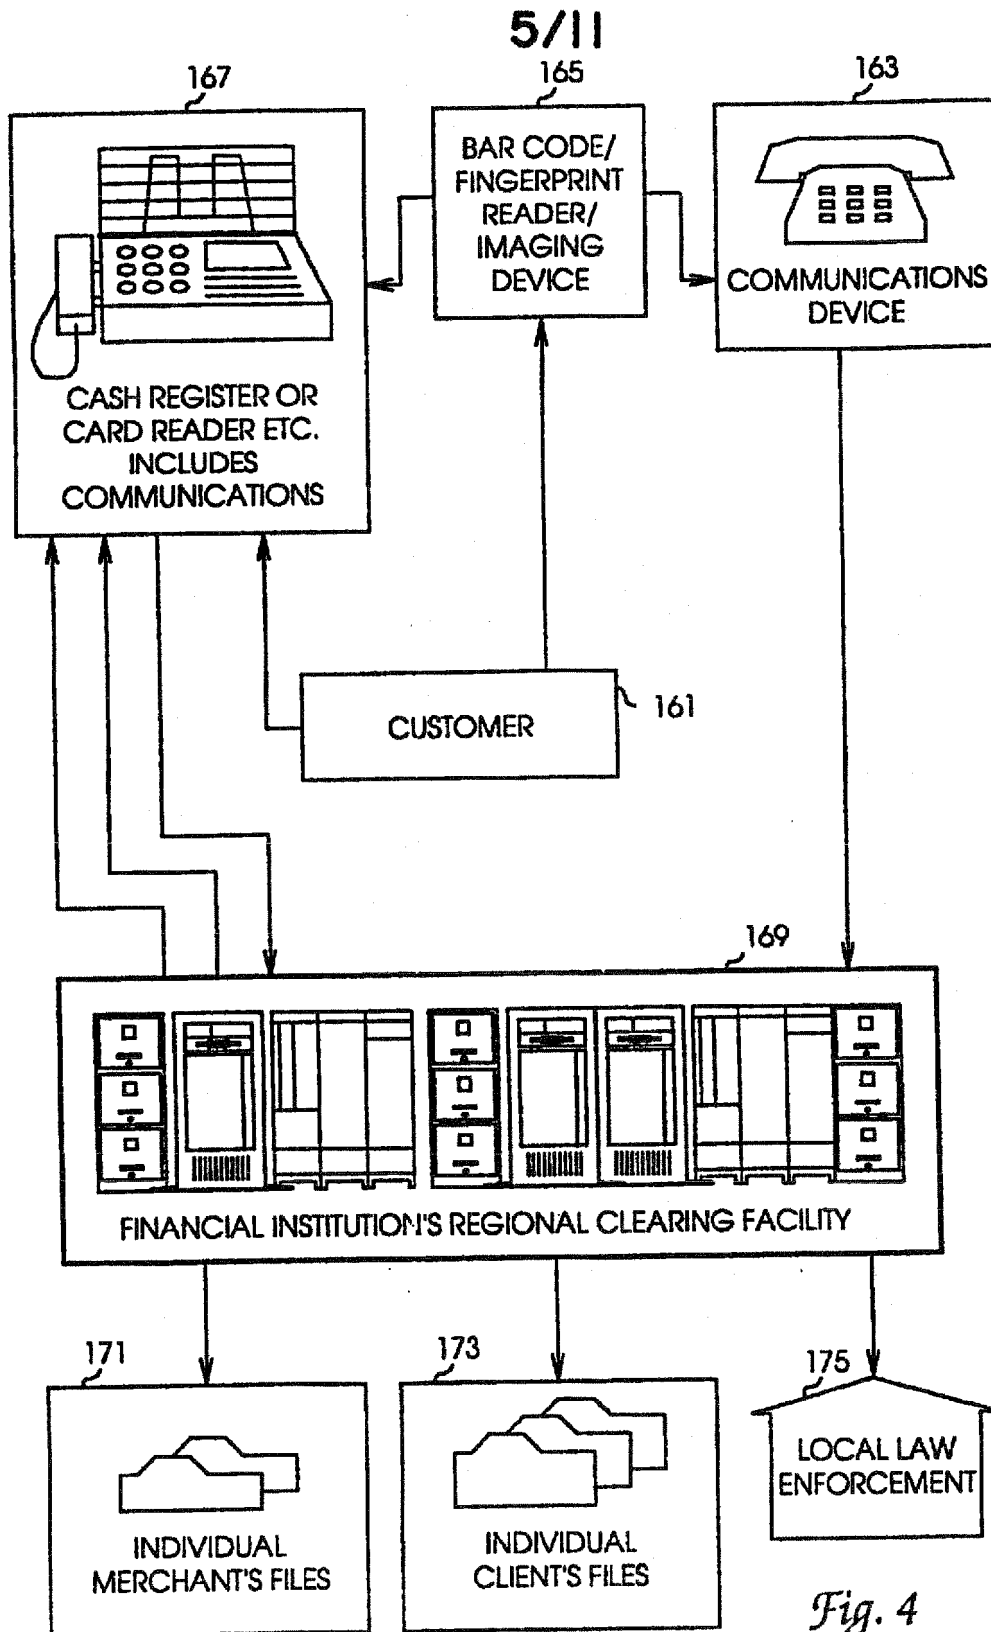 5/11
167
165
163
BAR CODE/
FINGERPRINT
READER/
IMAGING
DEVICE
COMMUNICATIONS
DEVICE
CASH REGISTER OR
CARD READER ETC.
INCLUDES
COMMUNICATIONS
CUSTOMER
161
169
FINANCIAL INSTITUTION'S REGIONAL CLEARING FACILITY
171
173
175
INDIVIDUAL
MERCHANT'S FILES
INDIVIDUAL
CLIENT'S FILES
LOCAL LAW
ENFORCEMENT
Fig. 4